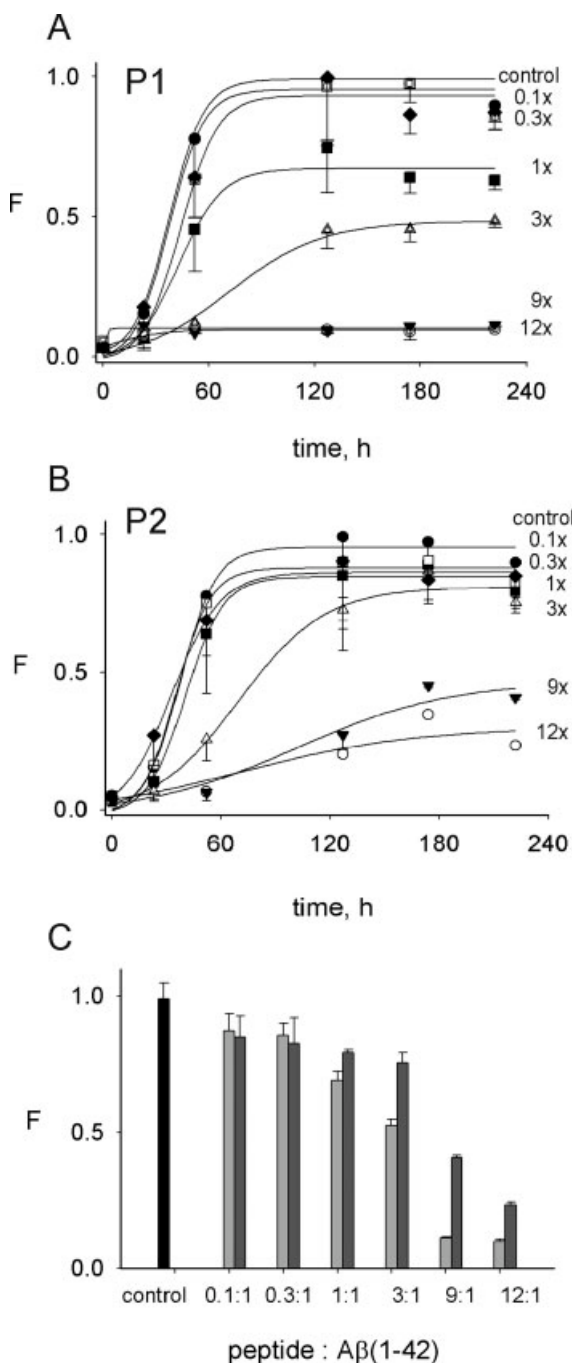 A
P1
1.0
0.5
0.0
F
control
0.1x
0.3x
1x
3x
9x
12x
0 60 120 180 240
time, h
B
P2
1.0
0.5
0.0
F
control
0.1x
0.3x
1x
3x
9x
12x
0 60 120 180 240
time, h
C
1.0
0.5
0.0
F
control 0.1:1 0.3:1 1:1 3:1 9:1 12:1
peptide : Aβ(1-42)